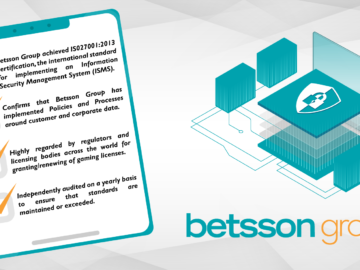 Betsson Group achieved ISO27001:2013
certification, the international standard
for implementing an Information
Security Management System (ISMS).
Confirms that Betsson Group has
implemented Policies and Processes
around customer and corporate data.
Highly regarded by regulators and
licensing bodies across the world for
granting/renewing of gaming licenses.
Independently audited on a yearly basis
to ensure that standards are
maintained or exceeded.
betsson gro